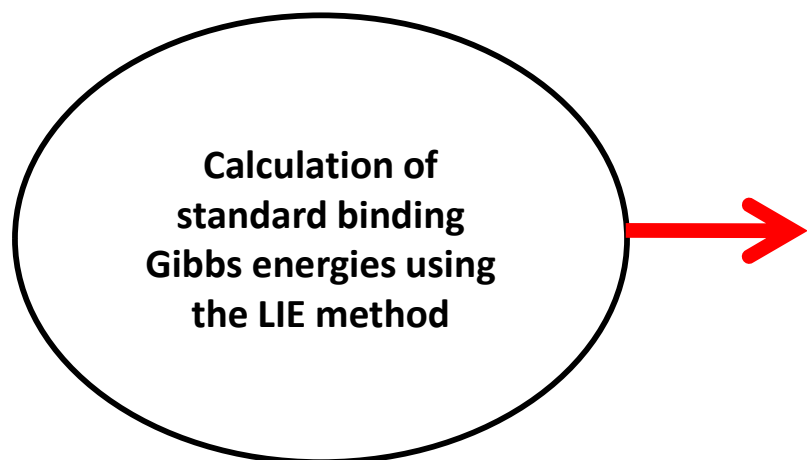 Calculation of
standard binding
Gibbs energies using
the LIE method